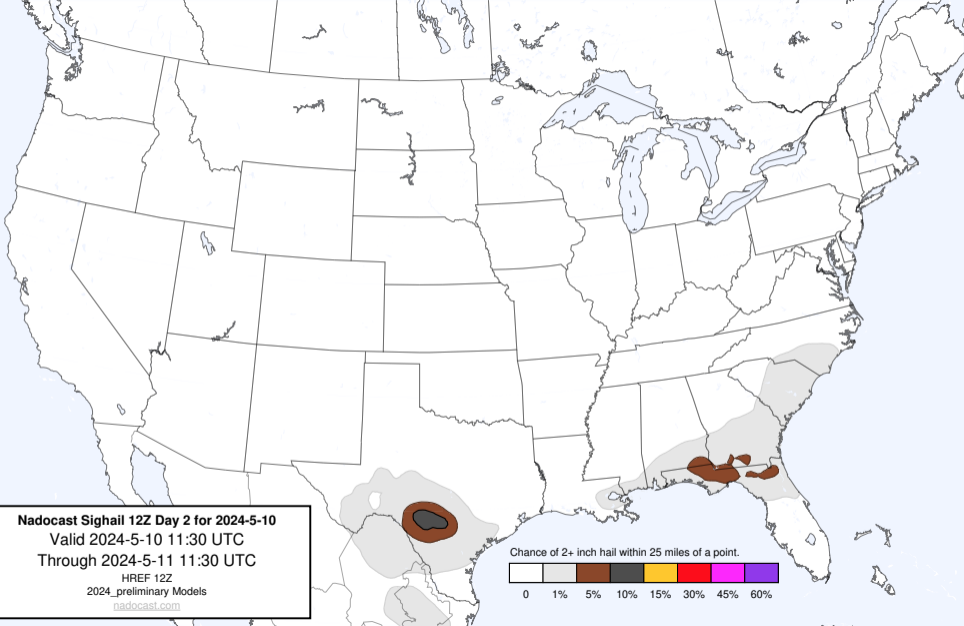 Nadocast Sighail 12Z Day 2 for 2024-5-10
Valid 2024-5-10 11:30 UTC
Through 2024-5-11 11:30 UTC
HREF 12Z
2024_preliminary Models
nadocast.com
Chance of 2+ inch hail within 25 miles of a point.
0 1% 5% 10% 15% 30% 45% 60%